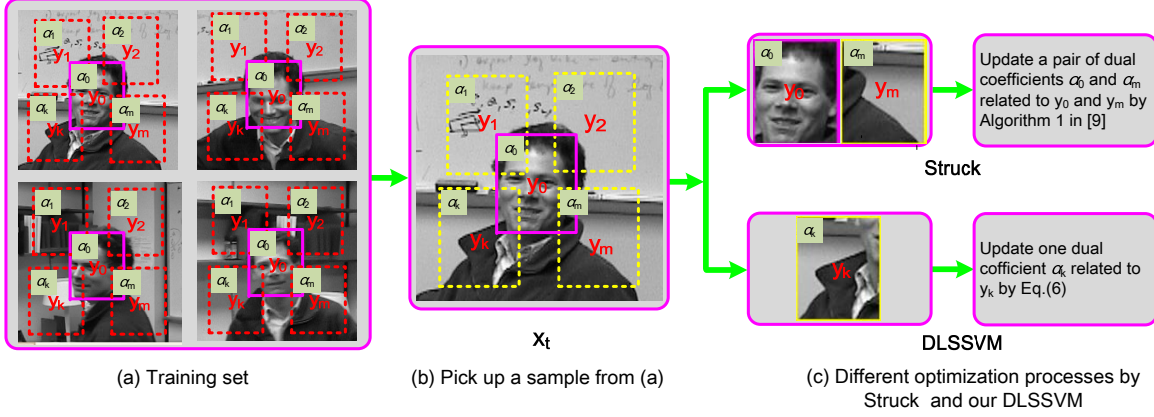 α1 α2
y1 y2
α0
y0
αk αm
yk ym
α1 α2
y1 y2
α0
y0
αk αm
yk ym
α1 α2
y1 y2
α0
y0
αk αm
yk ym
α1 α2
y1 y2
α0
y0
αk αm
yk ym
(a) Training set
α1 α2
y1 y2
α0
y0
αk αm
yk ym
xt
(b) Pick up a sample from (a)
α0 αm
y0 ym
Struck
Update a pair of dual
coefficients α0 and αm
related to y0 and ym by
Algorithm 1 in [9]
αk
yk
DLSSVM
Update one dual
cofficient αk related to
yk by Eq.(6)
(c) Different optimization processes by
Struck and our DLSSVM